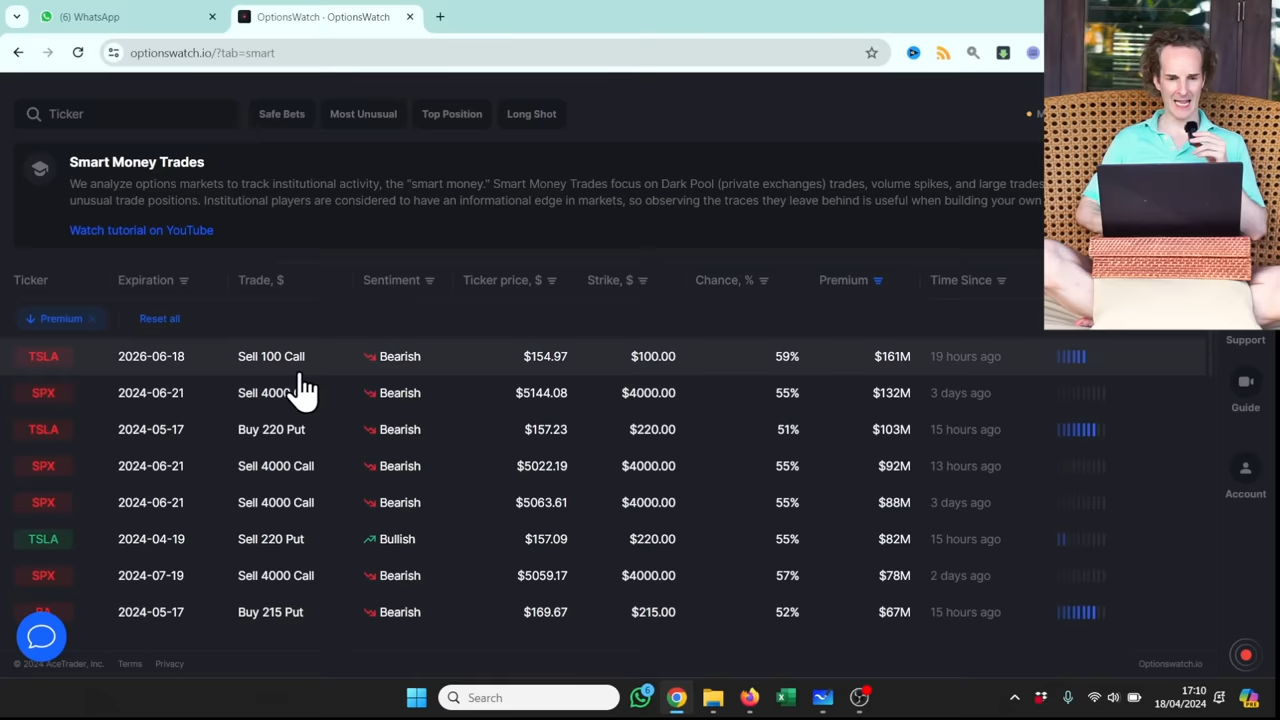 (6) WhatsApp
OptionsWatch · OptionsWatch
optionswatch.io/?tab=smart
Ticker
Safe Bets
Most Unusual
Top Position
Long Shot
Smart Money Trades
We analyze options markets to track institutional activity, the "smart money." Smart Money Trades focus on Dark Pool (private exchanges) trades, volume spikes, and large trades
unusual trade positions. Institutional players are considered to have an informational edge in markets, so observing the traces they leave behind is useful when building your own
Watch tutorial on YouTube
Ticker Expiration Trade, $ Sentiment Ticker price, $ Strike, $ Chance, % Premium Time Since
Premium Reset all
TSLA 2026-06-18 Sell 100 Call Bearish $154.97 $100.00 59% $161M 19 hours ago
SPX 2024-06-21 Sell 4000 Bearish $5144.08 $4000.00 55% $132M 3 days ago
TSLA 2024-05-17 Buy 220 Put Bearish $157.23 $220.00 51% $103M 15 hours ago
SPX 2024-06-21 Sell 4000 Call Bearish $5022.19 $4000.00 55% $92M 13 hours ago
SPX 2024-06-21 Sell 4000 Call Bearish $5063.61 $4000.00 55% $88M 3 days ago
TSLA 2024-04-19 Sell 220 Put Bullish $157.09 $220.00 55% $82M 15 hours ago
SPX 2024-07-19 Sell 4000 Call Bearish $5059.17 $4000.00 57% $78M 2 days ago
2024-05-17 Buy 215 Put Bearish $169.67 $215.00 52% $67M 15 hours ago
Support
Guide
Account
© 2024 AceTrader, Inc. Terms Privacy
Optionswatch.io
Search
6
17:10
18/04/2024
PRE